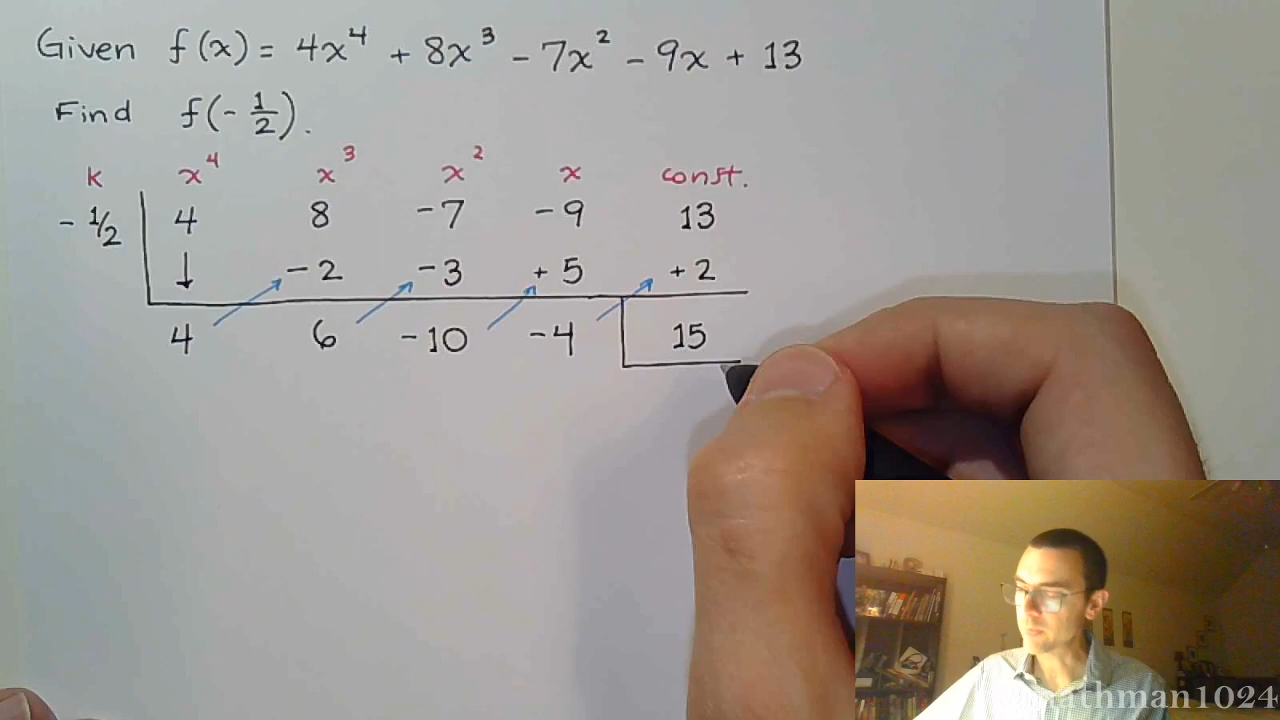 Given f(x) = 4x⁴ + 8x³ - 7x² - 9x + 13
Find f(- 1/2).
k x⁴ x³ x² x const.
- 1/2 4 8 -7 -9 13
↓ -2 -3 +5 +2
4 6 -10 -4 15
mathman1024